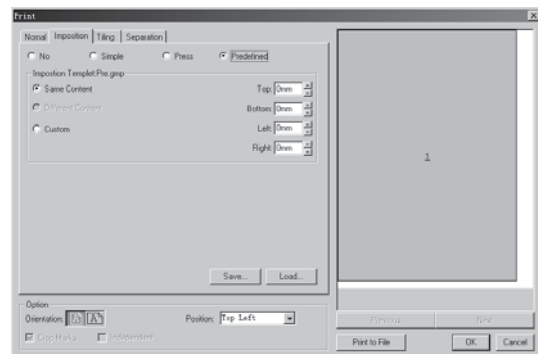 Print
Nomal Imposition Tiling Separation
No Simple Press Predefined
Impostion Templet:Pre.gmp
Same Content Top: 0mm
Different Content Bottom: 0mm
Custom Left: 0mm
Right: 0mm
1
Save... Load...
Option
Orientation: Position: Top Left
Crop Marks Independent
Previous Next
Print to File OK Cancel